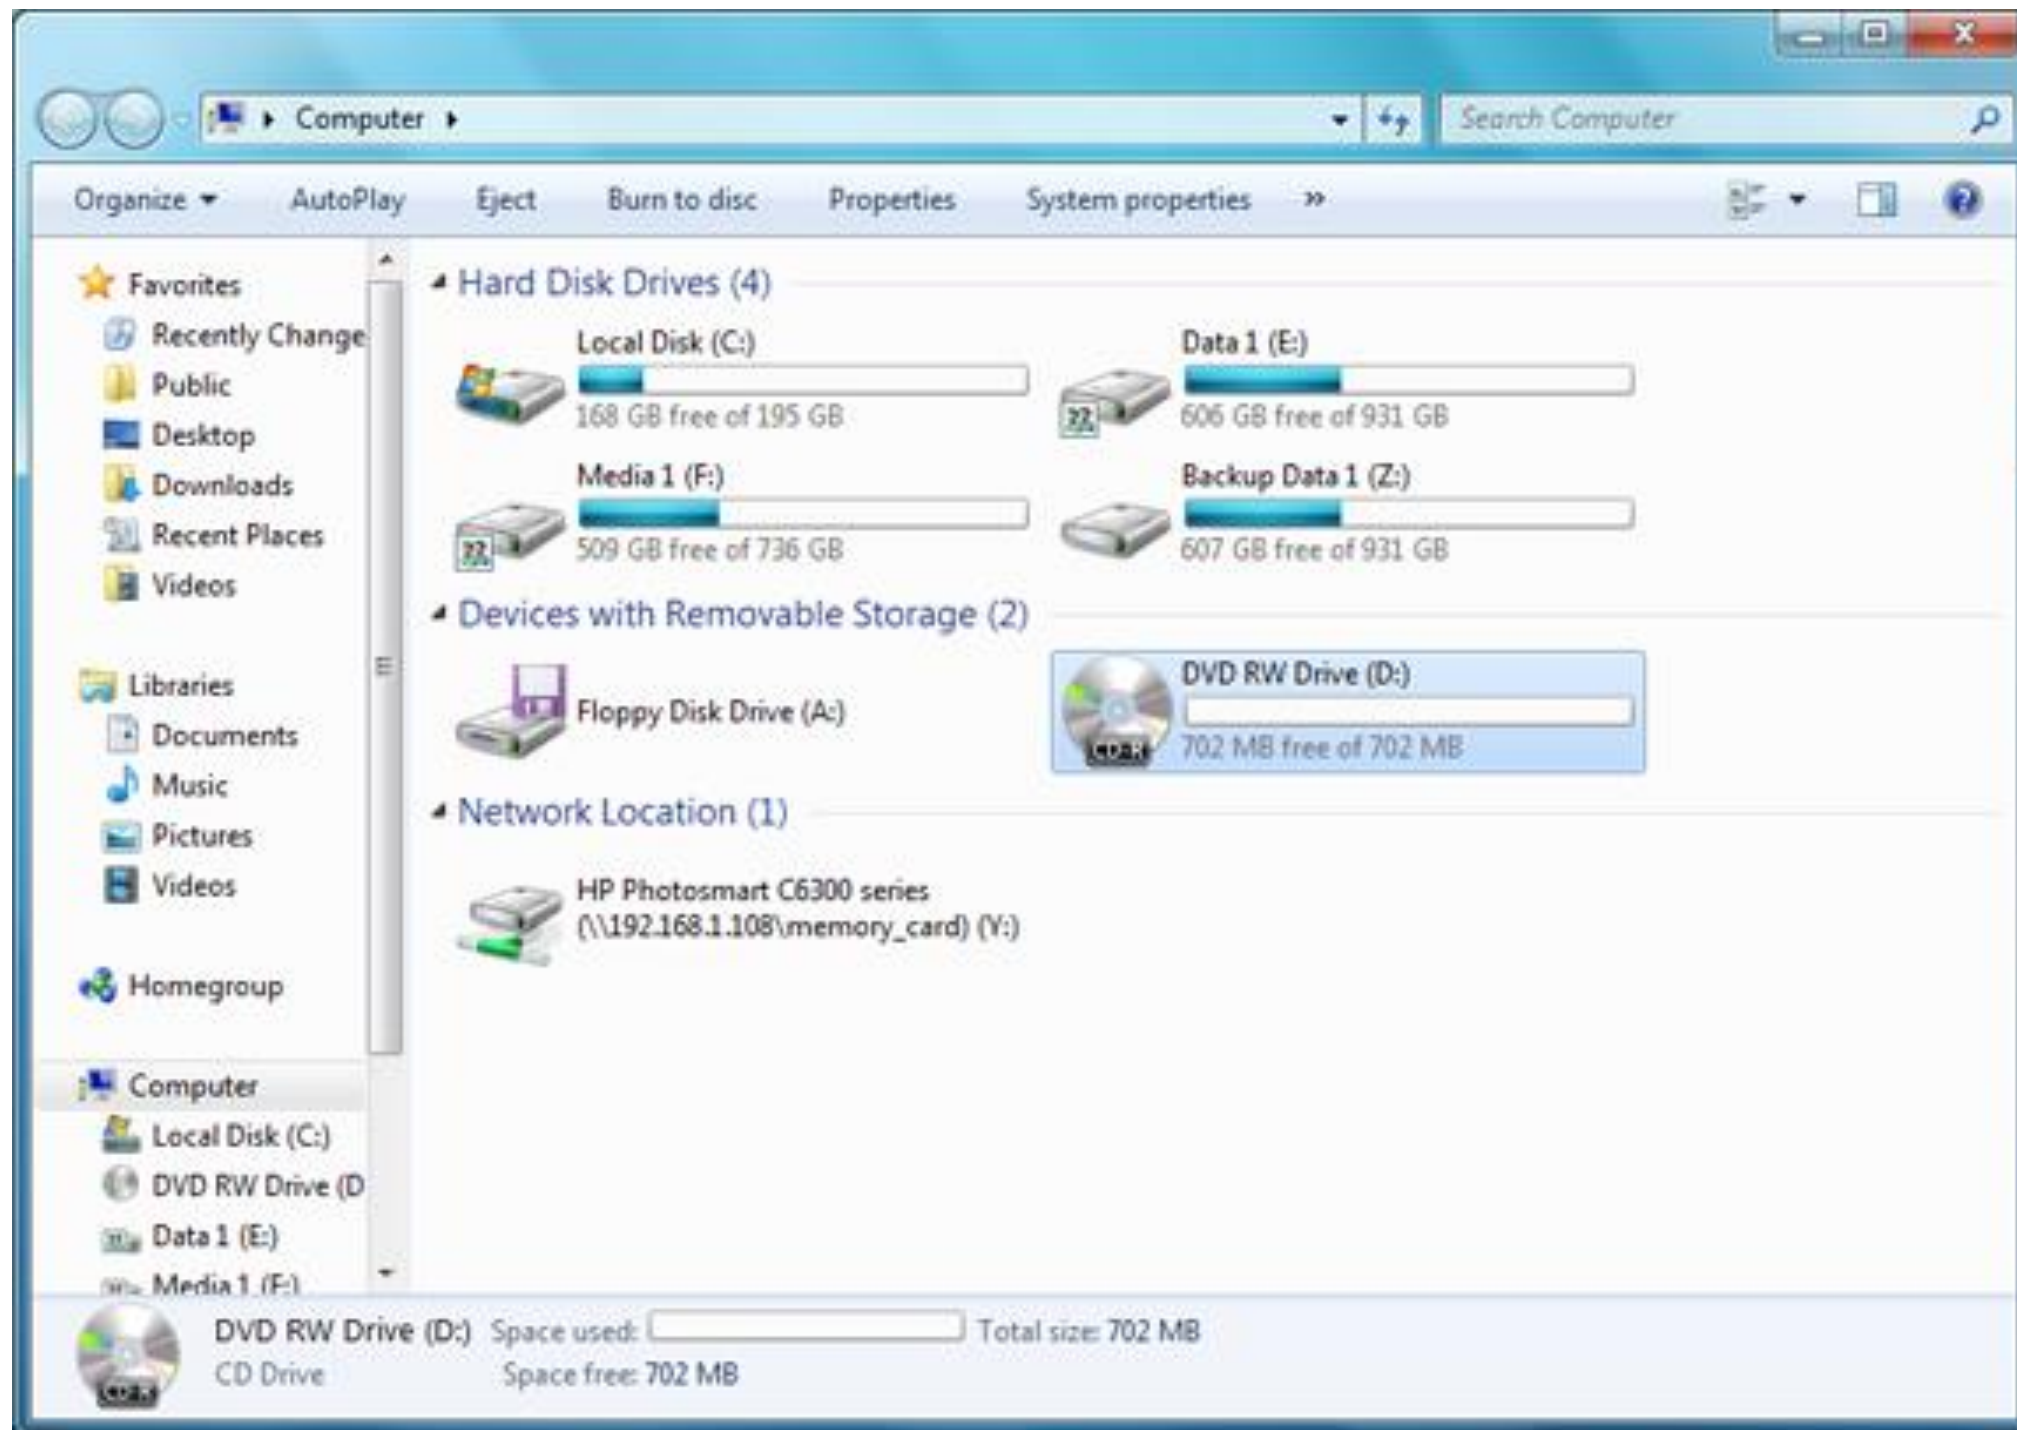 Computer
Search Computer
Organize AutoPlay Eject Burn to disc Properties System properties »
Favorites
Recently Change
Public
Desktop
Downloads
Recent Places
Videos
Libraries
Documents
Music
Pictures
Videos
Homegroup
Computer
Local Disk (C:)
DVD RW Drive (D
Data 1 (E:)
Media 1 (F:)
Hard Disk Drives (4)
Local Disk (C:)
168 GB free of 195 GB
Data 1 (E:)
606 GB free of 931 GB
Media 1 (F:)
509 GB free of 736 GB
Backup Data 1 (Z:)
607 GB free of 931 GB
Devices with Removable Storage (2)
Floppy Disk Drive (A:)
DVD RW Drive (D:)
CD-R
702 MB free of 702 MB
Network Location (1)
HP Photosmart C6300 series
(\\192.168.1.108\memory_card) (Y:)
DVD RW Drive (D:) Space used: Total size: 702 MB
CD Drive Space free: 702 MB
CD-R